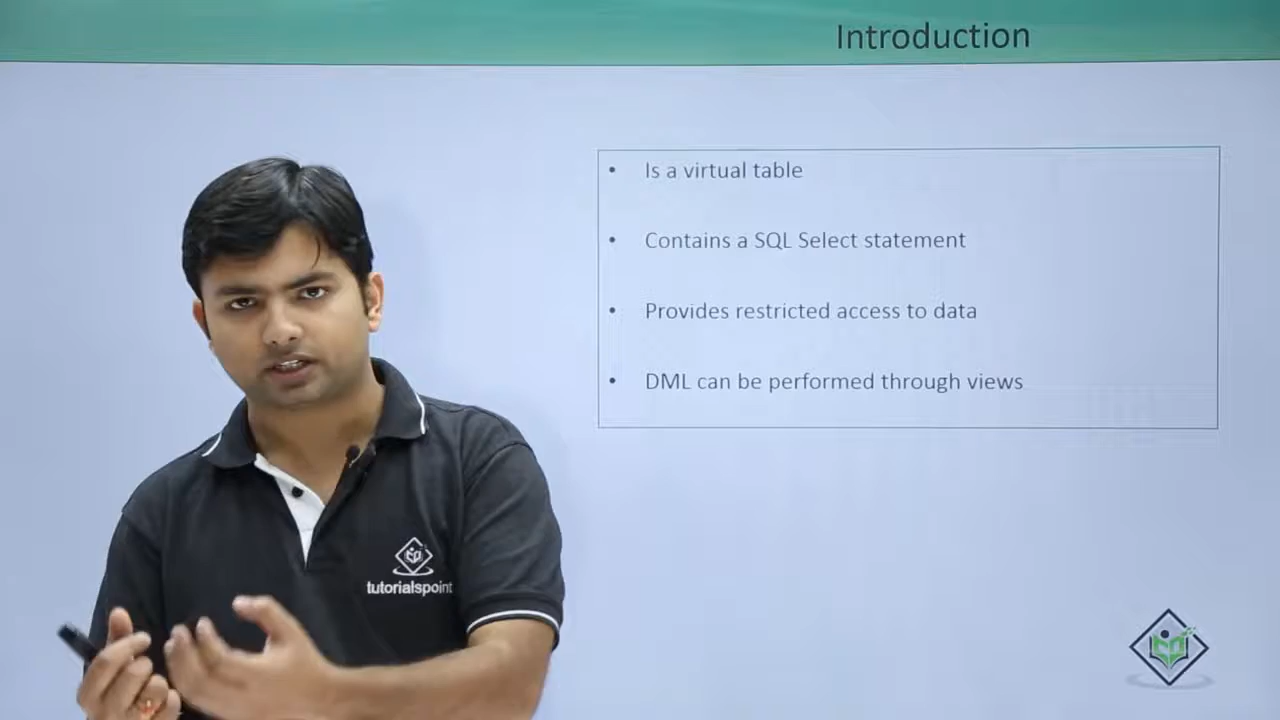 Introduction
• Is a virtual table
• Contains a SQL Select statement
• Provides restricted access to data
• DML can be performed through views
tutorialspoint